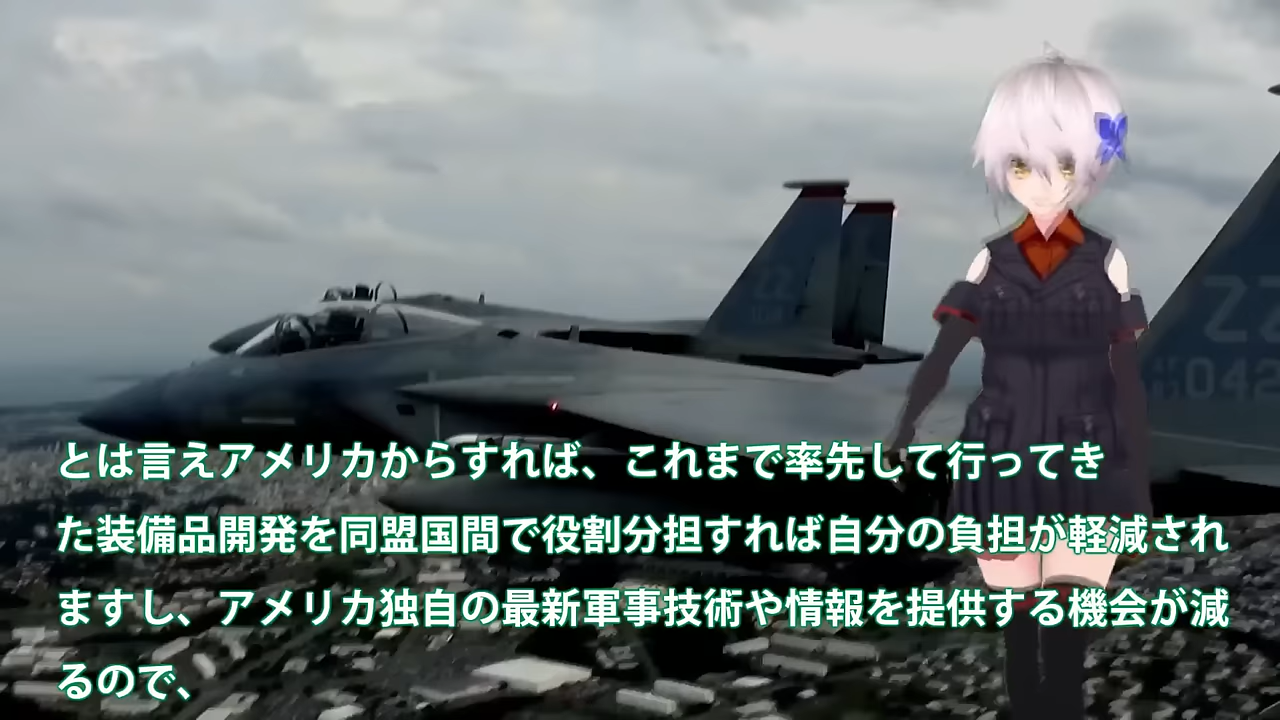 ZZ
ZZ
042
とは言えアメリカからすれば、これまで率先して行ってき
た装備品開発を同盟国間で役割分担すれば自分の負担が軽減され
ますし、アメリカ独自の最新軍事技術や情報を提供する機会が減
るので、